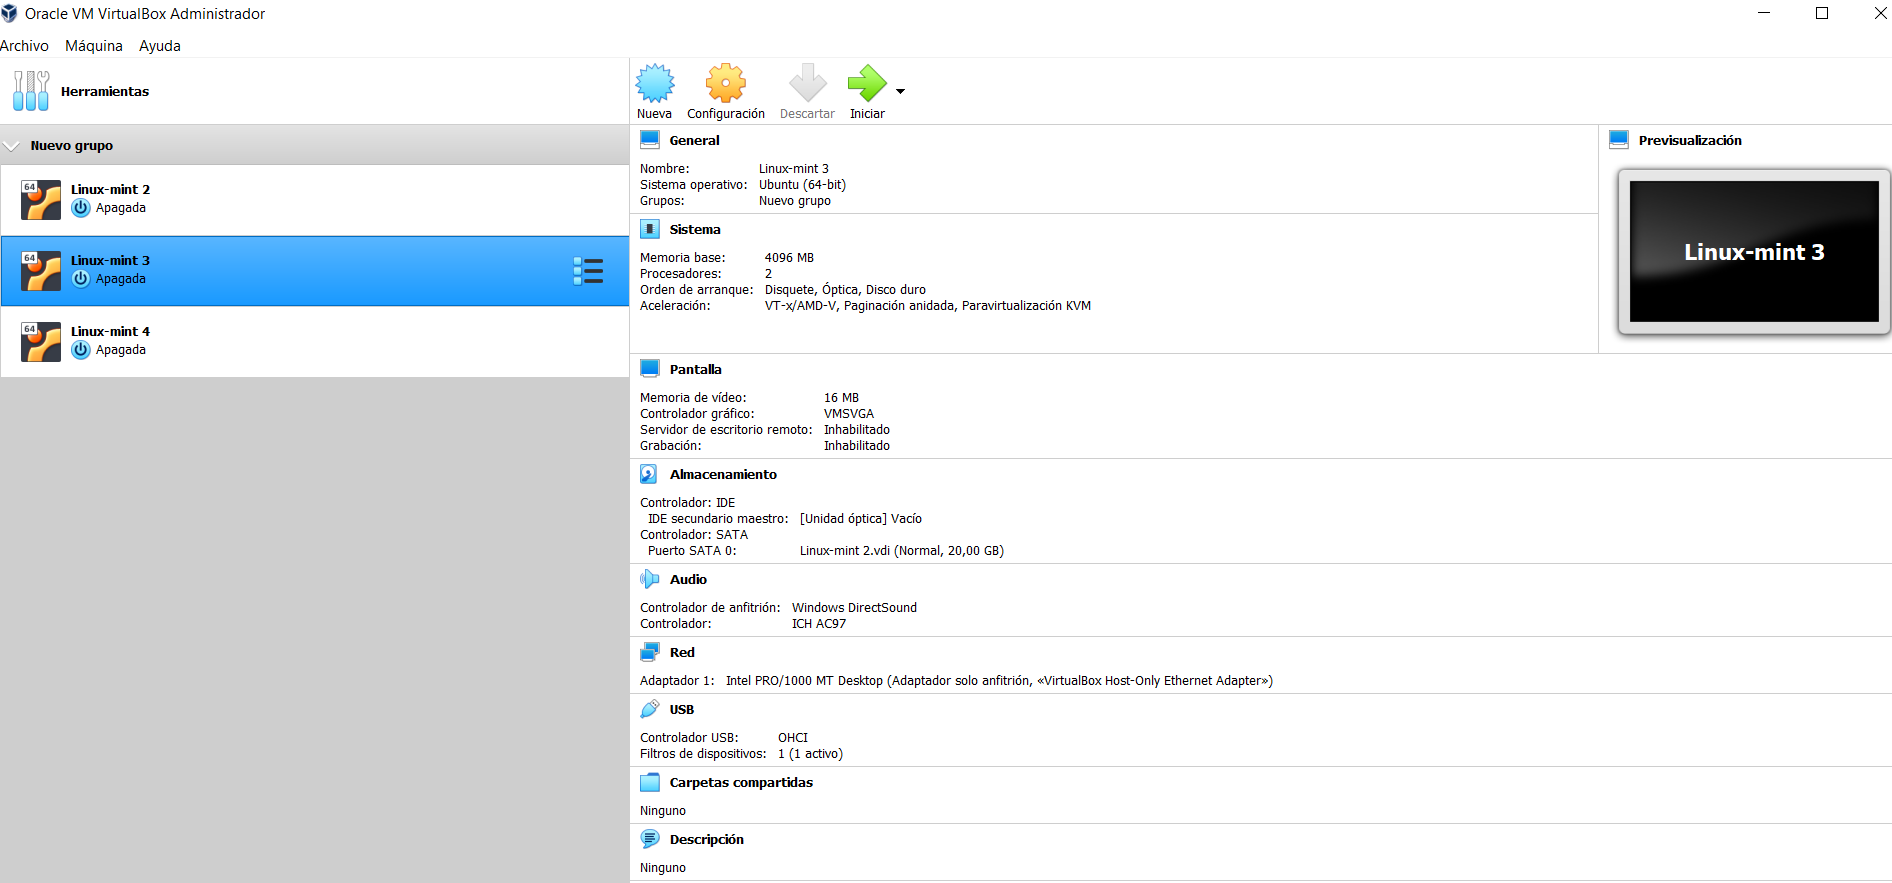 Oracle VM VirtualBox Administrador
Archivo Máquina Ayuda
Herramientas
Nuevo grupo
64
Linux-mint 2
Apagada
64
Linux-mint 3
Apagada
64
Linux-mint 4
Apagada
Nueva Configuración Descartar Iniciar
General
Nombre: Linux-mint 3
Sistema operativo: Ubuntu (64-bit)
Grupos: Nuevo grupo
Previsualización
Linux-mint 3
Sistema
Memoria base: 4096 MB
Procesadores: 2
Orden de arranque: Disquete, Óptica, Disco duro
Aceleración: VT-x/AMD-V, Paginación anidada, Paravirtualización KVM
Pantalla
Memoria de vídeo: 16 MB
Controlador gráfico: VMSVGA
Servidor de escritorio remoto: Inhabilitado
Grabación: Inhabilitado
Almacenamiento
Controlador: IDE
IDE secundario maestro: [Unidad óptica] Vacío
Controlador: SATA
Puerto SATA 0: Linux-mint 2.vdi (Normal, 20,00 GB)
Audio
Controlador de anfitrión: Windows DirectSound
Controlador: ICH AC97
Red
Adaptador 1: Intel PRO/1000 MT Desktop (Adaptador solo anfitrión, «VirtualBox Host-Only Ethernet Adapter»)
USB
Controlador USB: OHCI
Filtros de dispositivos: 1 (1 activo)
Carpetas compartidas
Ninguno
Descripción
Ninguno